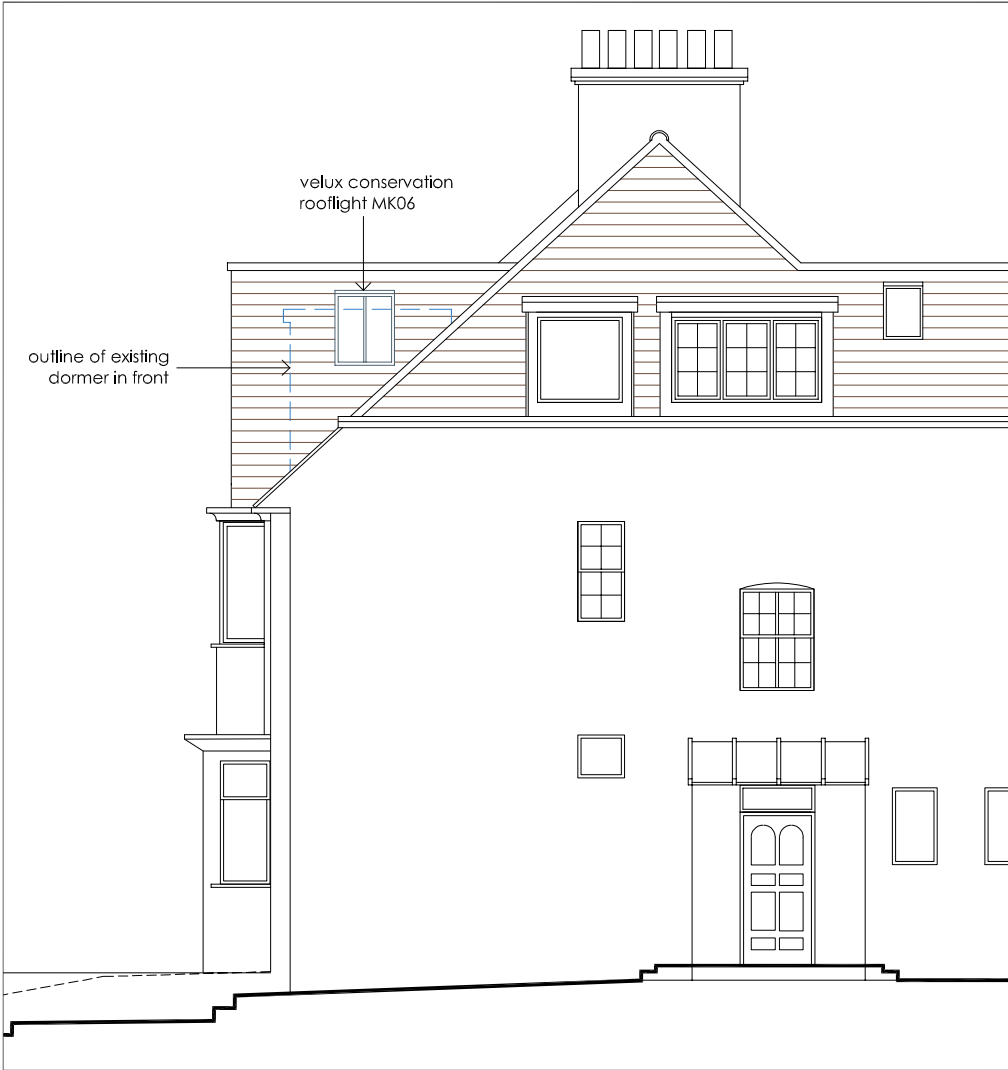 velux conservation
rooflight MK06
outline of existing
dormer in front